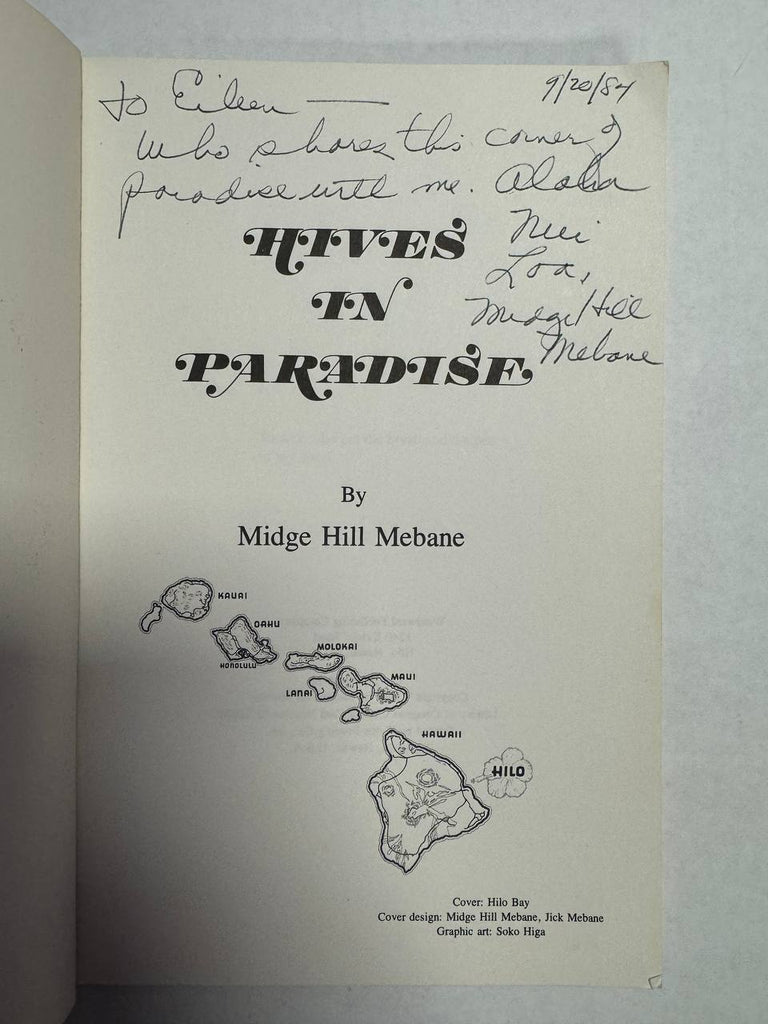 9/20/84
to Eileen —
who shares this corner of
paradise with me. Aloha
Nui
Loa,
Midge Hill
Mebane
HIVES
IN
PARADISE
By
Midge Hill Mebane
KAUAI
OAHU
HONOLULU
MOLOKAI
LANAI
MAUI
HAWAII
HILO
Cover: Hilo Bay
Cover design: Midge Hill Mebane, Jick Mebane
Graphic art: Soko Higa